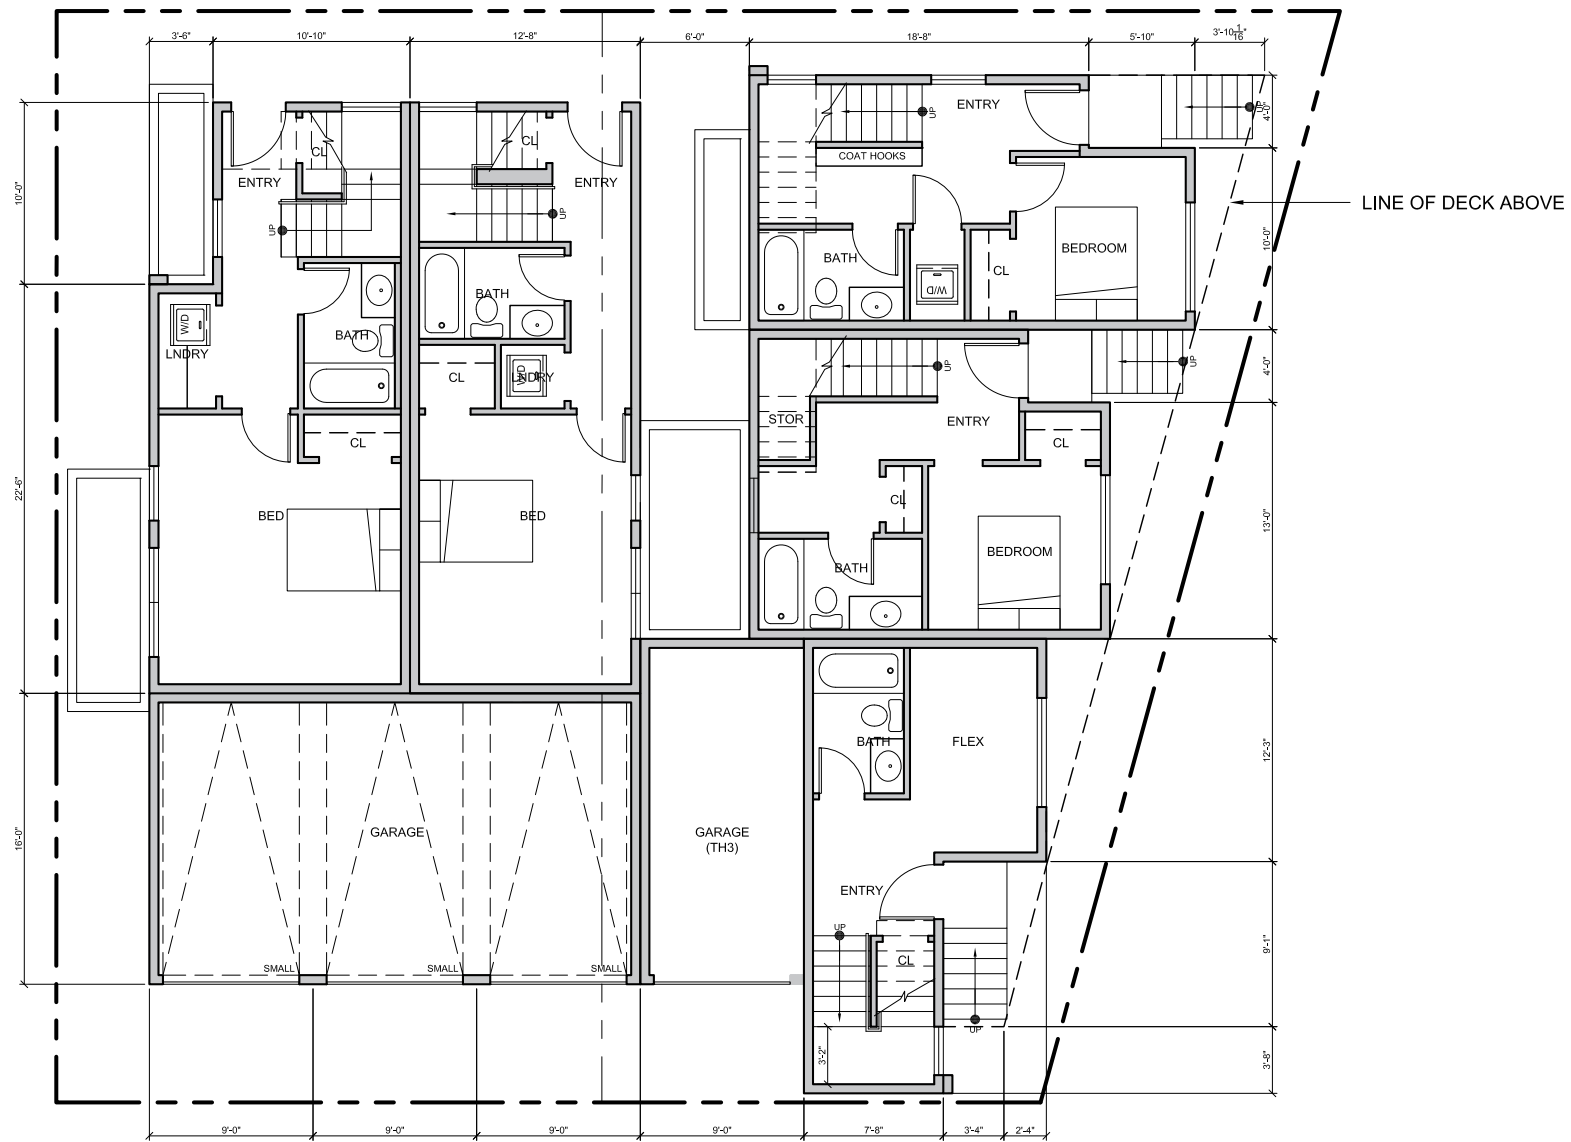 3'-6"
10'-10"
12'-8"
6'-0"
18'-8"
5'-10"
3'-10 1/16"
10'-0"
22'-6"
16'-0"
4'-0"
10'-0"
4'-0"
13'-0"
12'-3"
9'-1"
3'-8"
LINE OF DECK ABOVE
CL
ENTRY
UP
CL
ENTRY
UP
ENTRY
UP
COAT HOOKS
UP
BEDROOM
BATH
CL
W/D
W/D
LNDRY
BATH
CL
BED
BATH
CL
W/D
LNDRY
BED
UP
UP
STOR
ENTRY
CL
CL
BATH
BEDROOM
GARAGE
SMALL
SMALL
SMALL
GARAGE
(TH3)
BATH
FLEX
ENTRY
UP
CL
UP
3'-2"
9'-0"
9'-0"
9'-0"
9'-0"
7'-8"
3'-4"
2'-4"